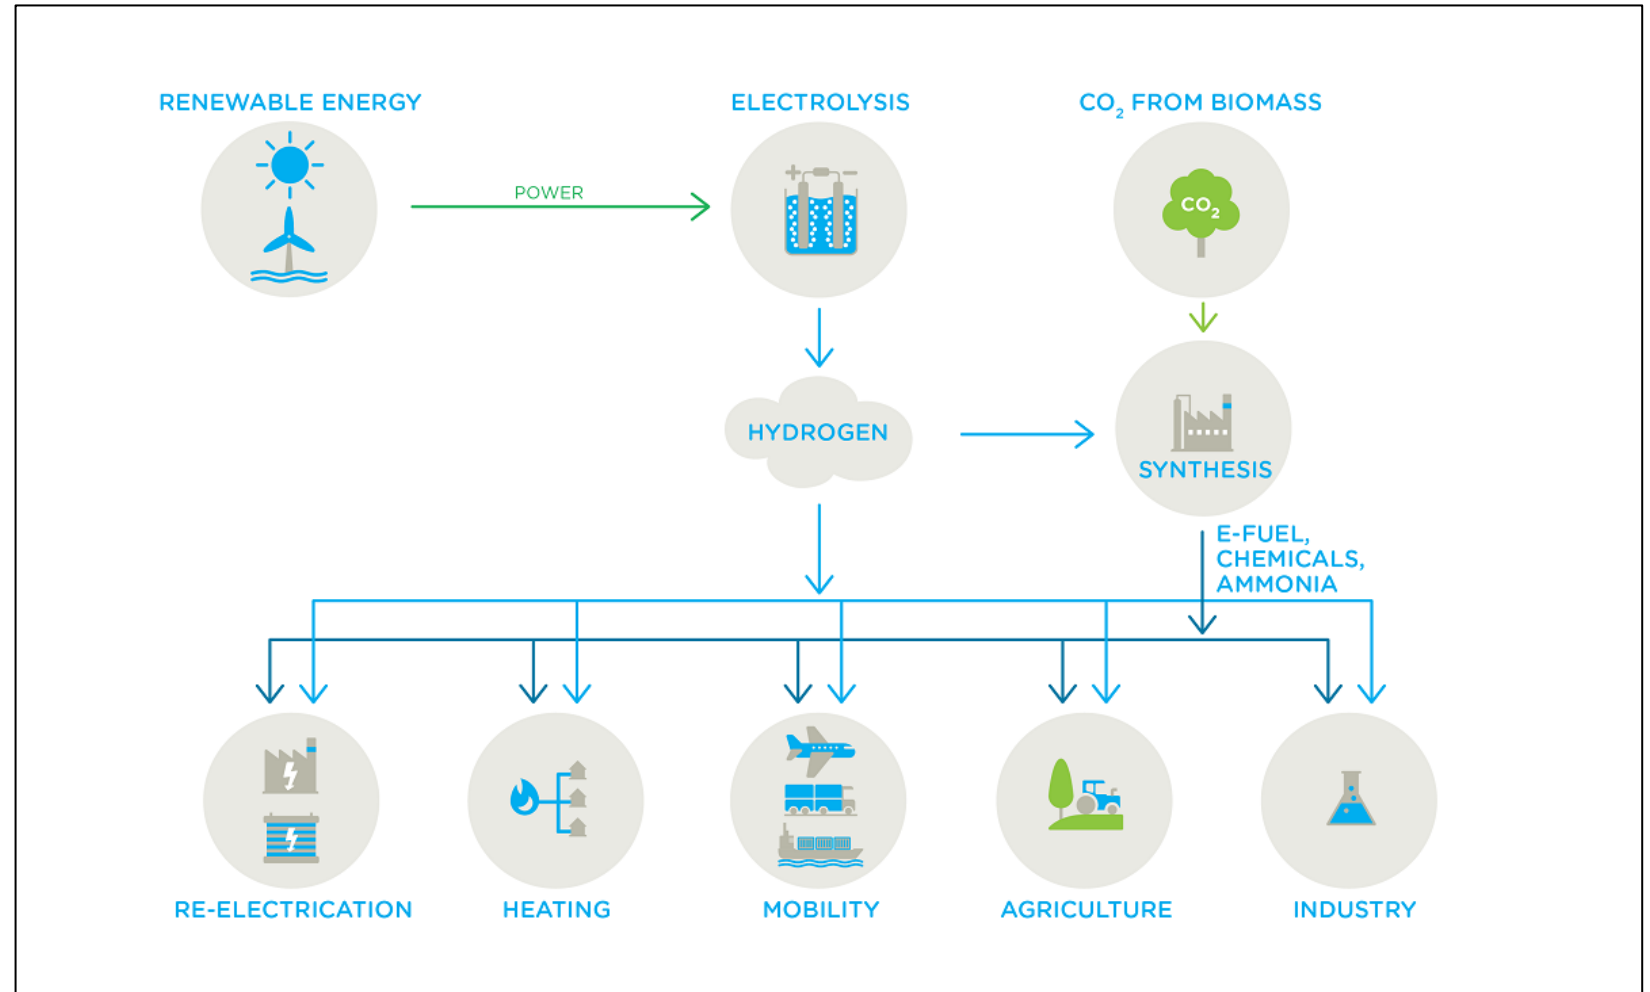 RENEWABLE ENERGY
ELECTROLYSIS
CO₂ FROM BIOMASS
POWER
+ −
CO₂
HYDROGEN
SYNTHESIS
E-FUEL,
CHEMICALS,
AMMONIA
RE-ELECTRICATION
HEATING
MOBILITY
AGRICULTURE
INDUSTRY